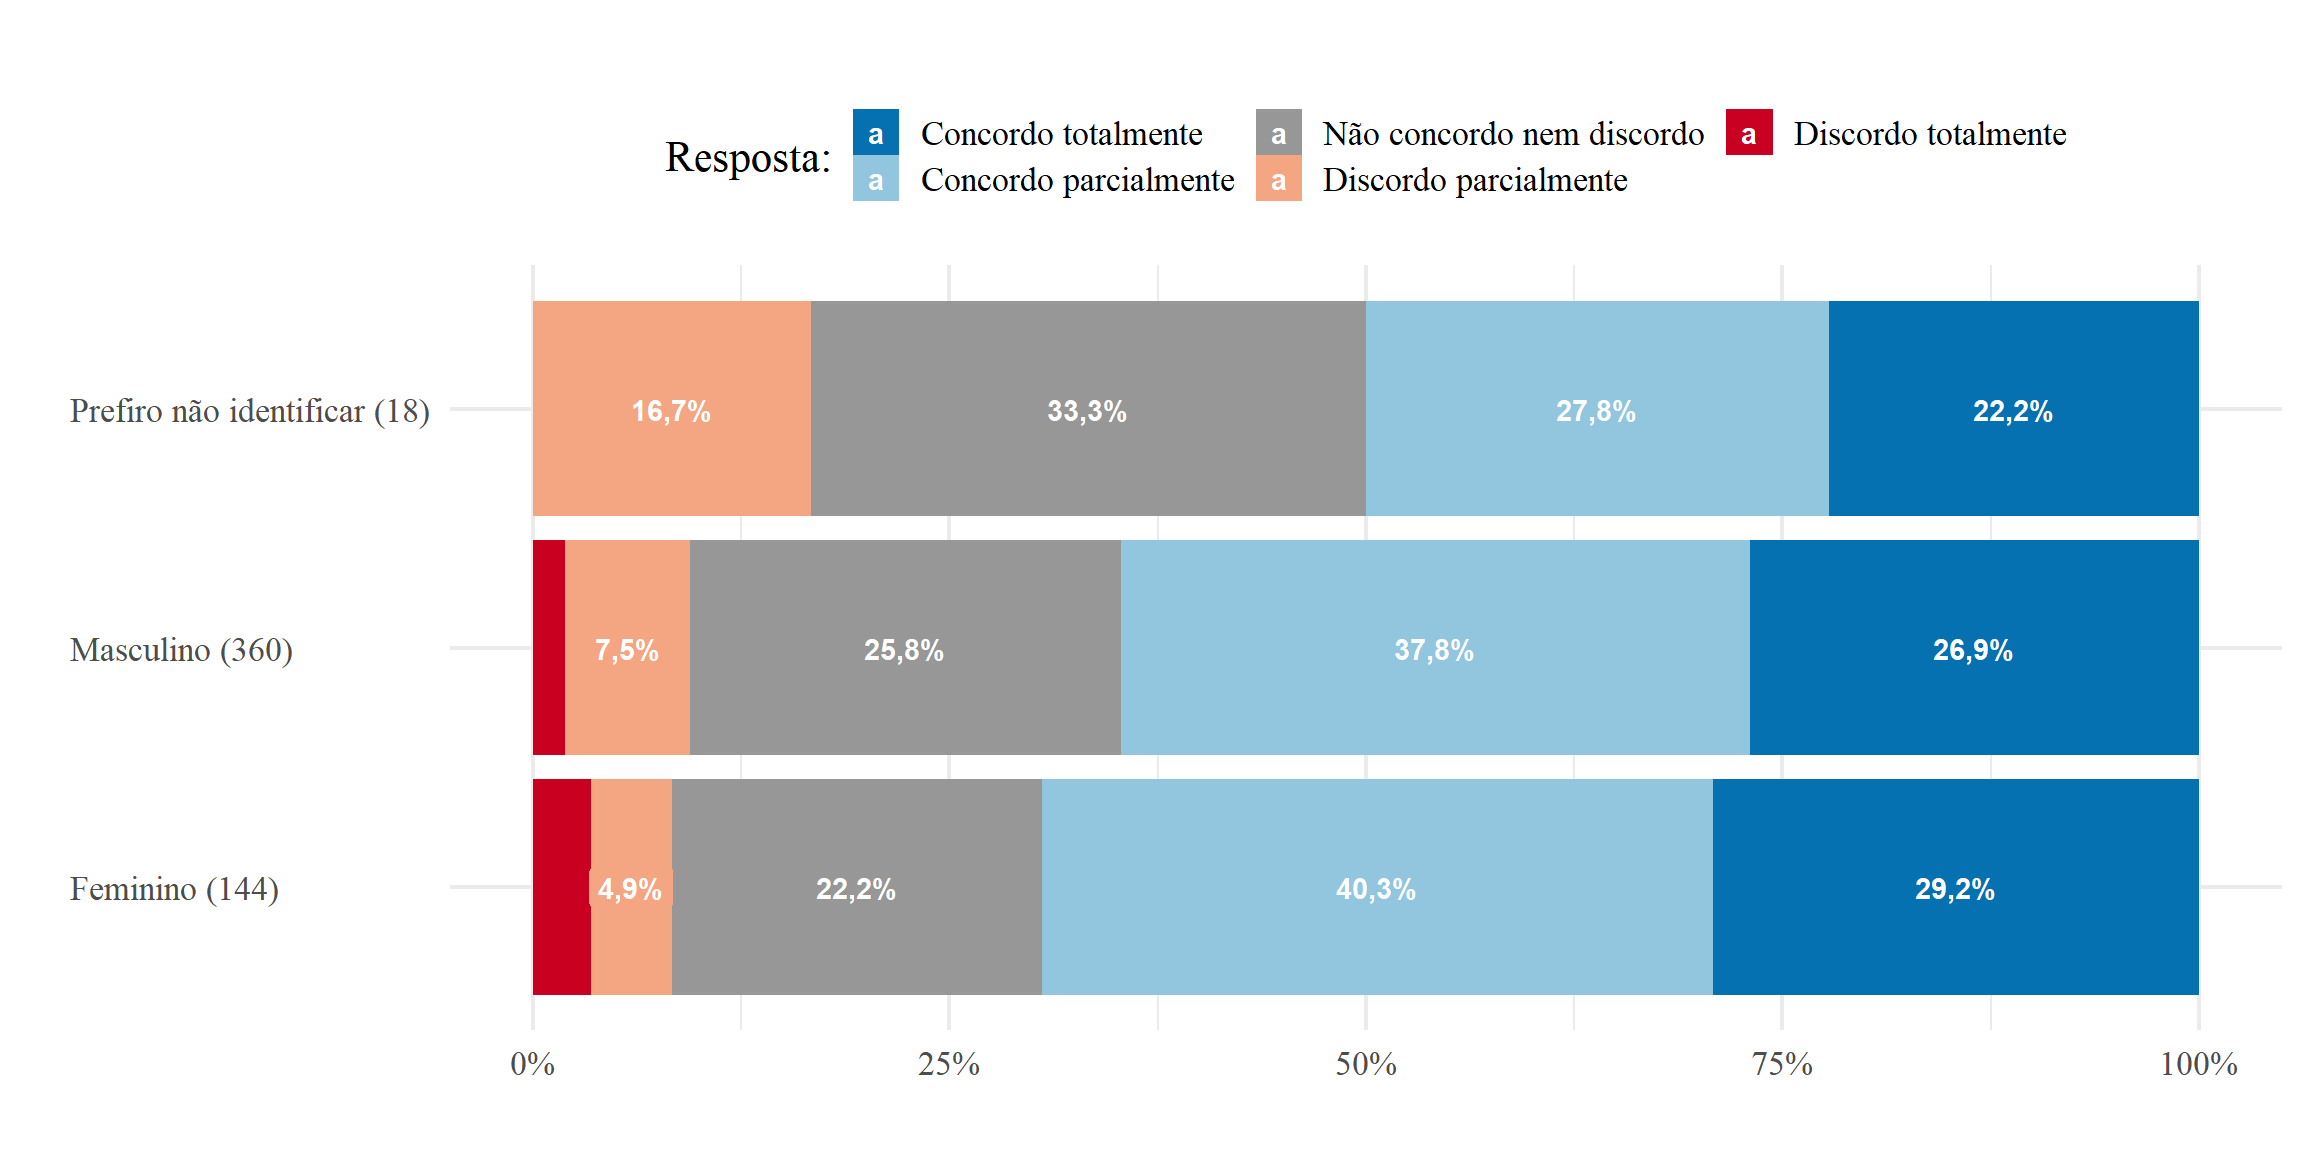 Resposta:
a Concordo totalmente
a Concordo parcialmente
a Não concordo nem discordo
a Discordo parcialmente
a Discordo totalmente
Prefiro não identificar (18)
16,7% 33,3% 27,8% 22,2%
Masculino (360)
7,5% 25,8% 37,8% 26,9%
Feminino (144)
4,9% 22,2% 40,3% 29,2%
0% 25% 50% 75% 100%